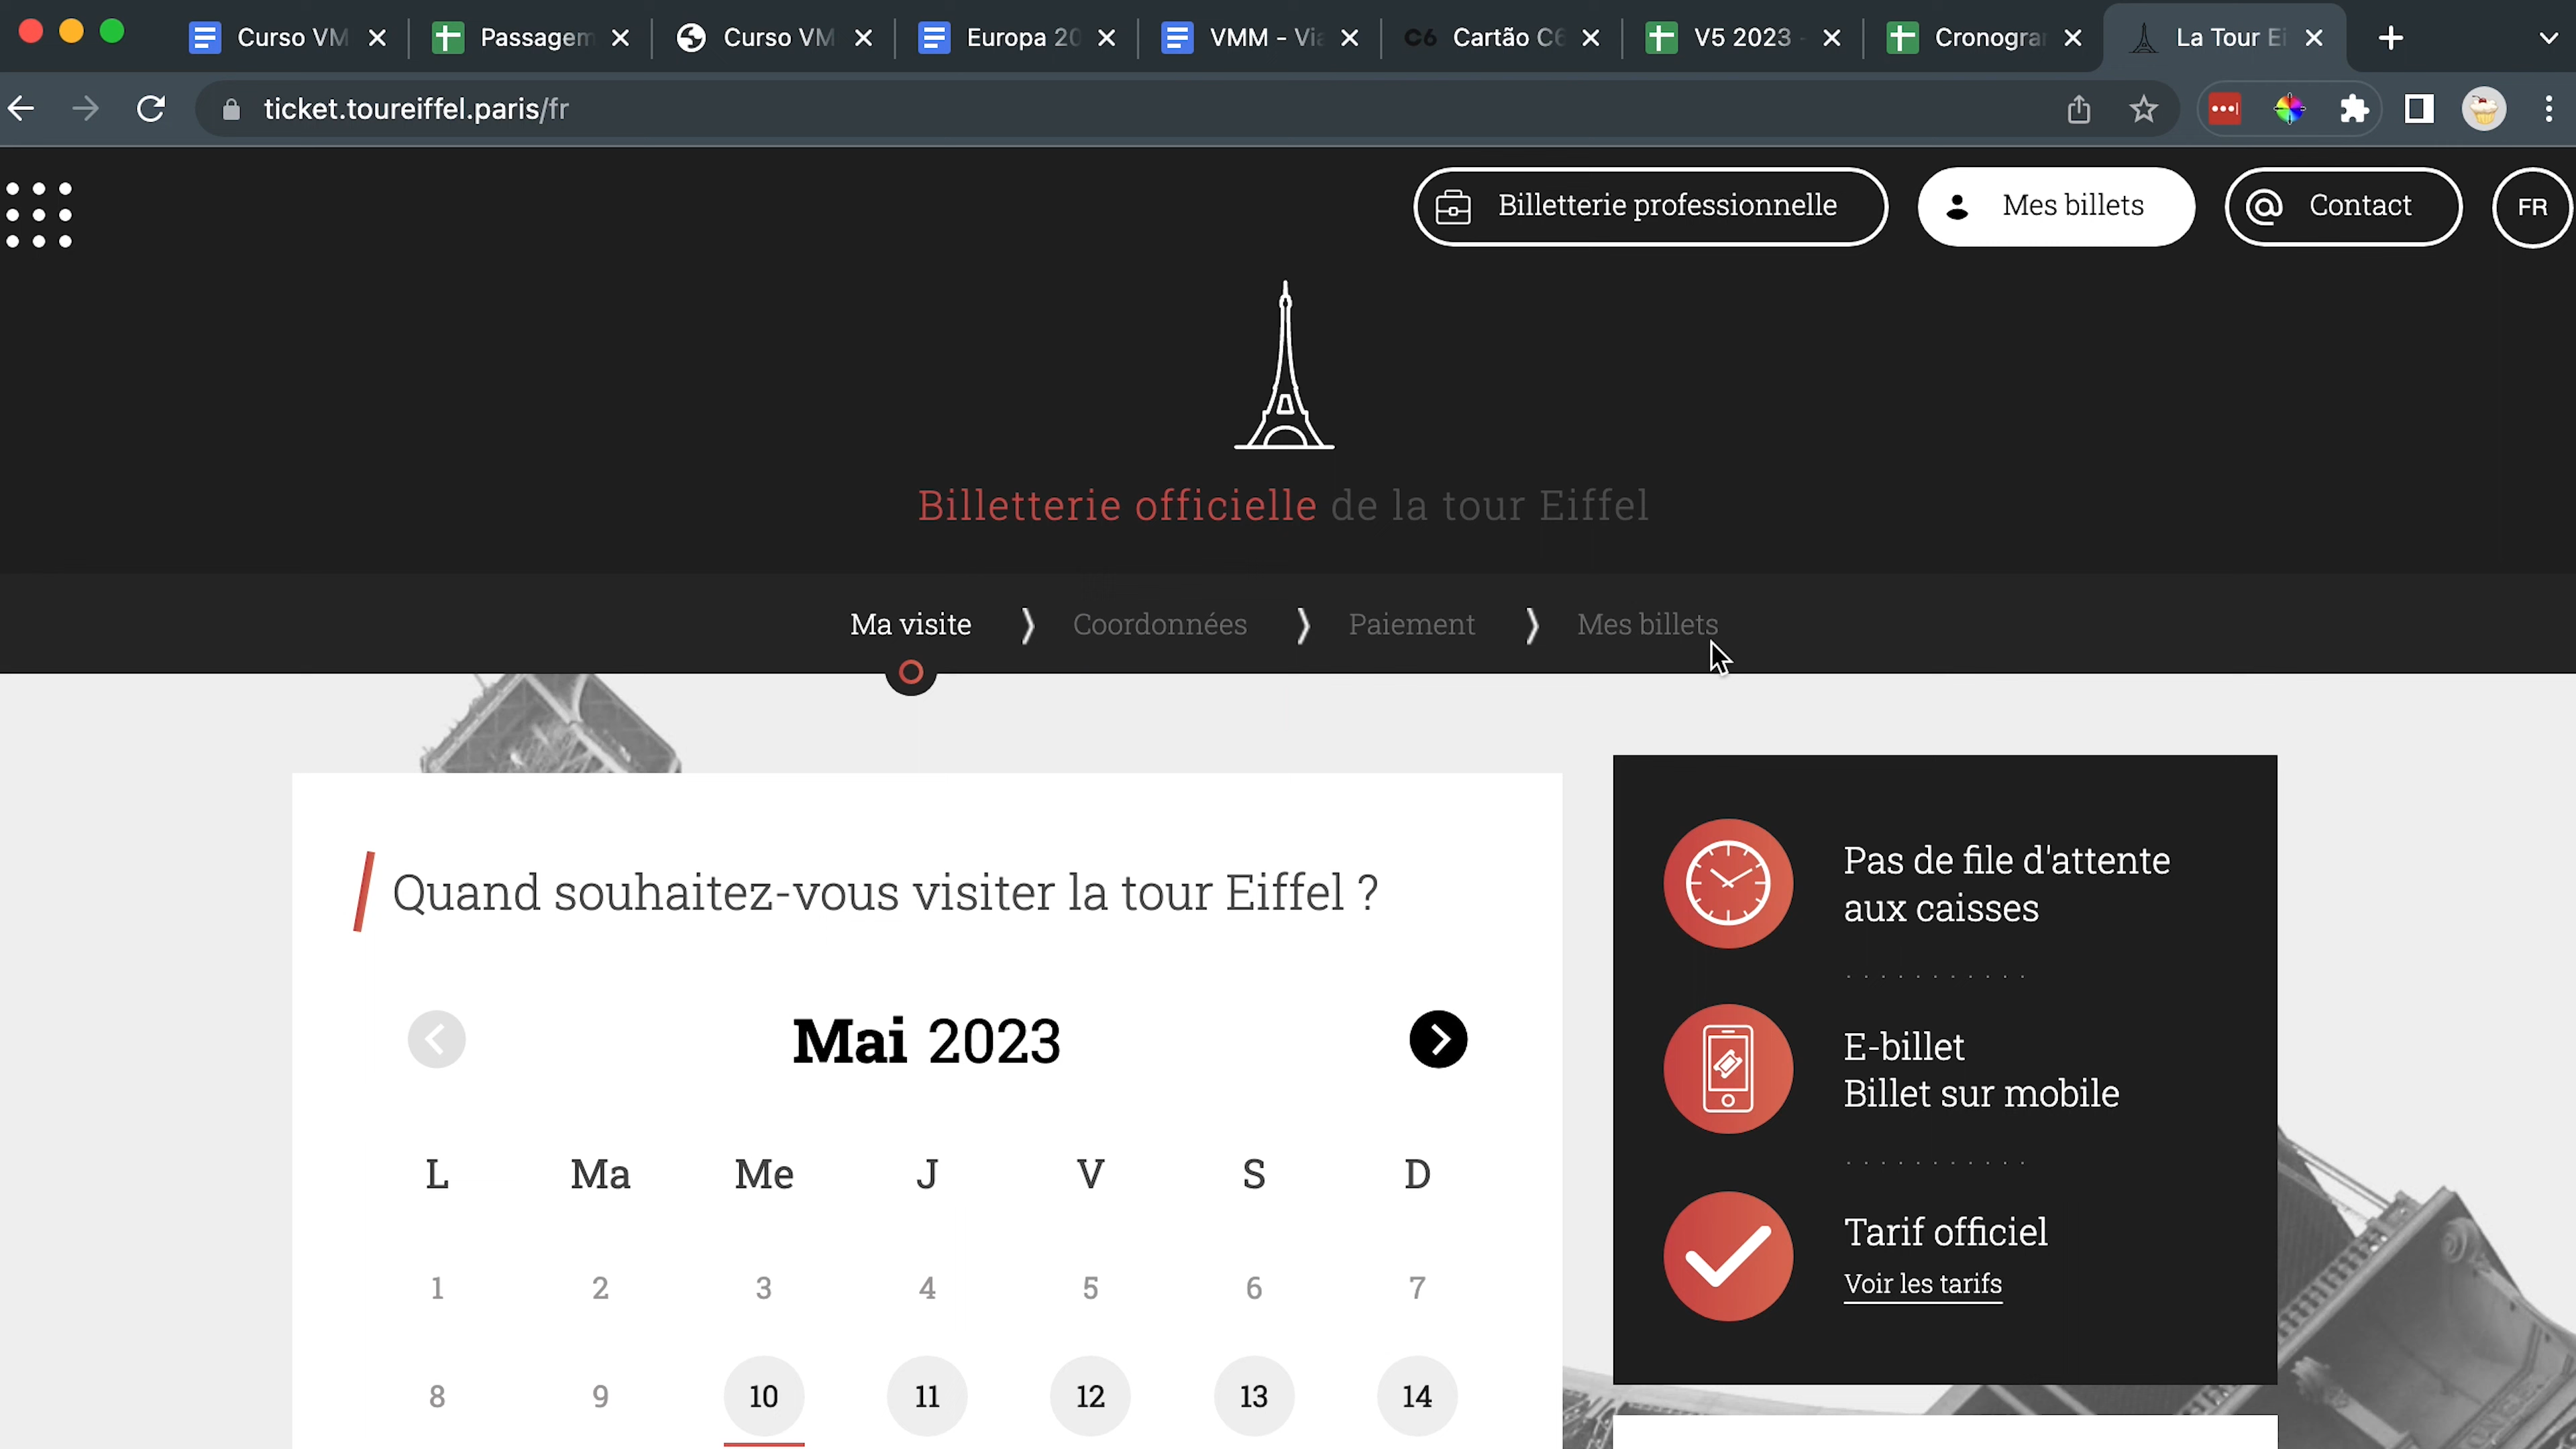 Curso VM
Passagem
Curso VM
Europa 20
VMM - Via
C6 Cartão C6
V5 2023 -
Cronogra
La Tour Ei
ticket.toureiffel.paris/fr
Billetterie professionnelle
Mes billets
Contact
FR
Billetterie officielle de la tour Eiffel
Ma visite
Coordonnées
Paiement
Mes billets
Quand souhaitez-vous visiter la tour Eiffel ?
Mai 2023
L Ma Me J V S D
1 2 3 4 5 6 7
8 9 10 11 12 13 14
Pas de file d'attente
aux caisses
E-billet
Billet sur mobile
Tarif officiel
Voir les tarifs